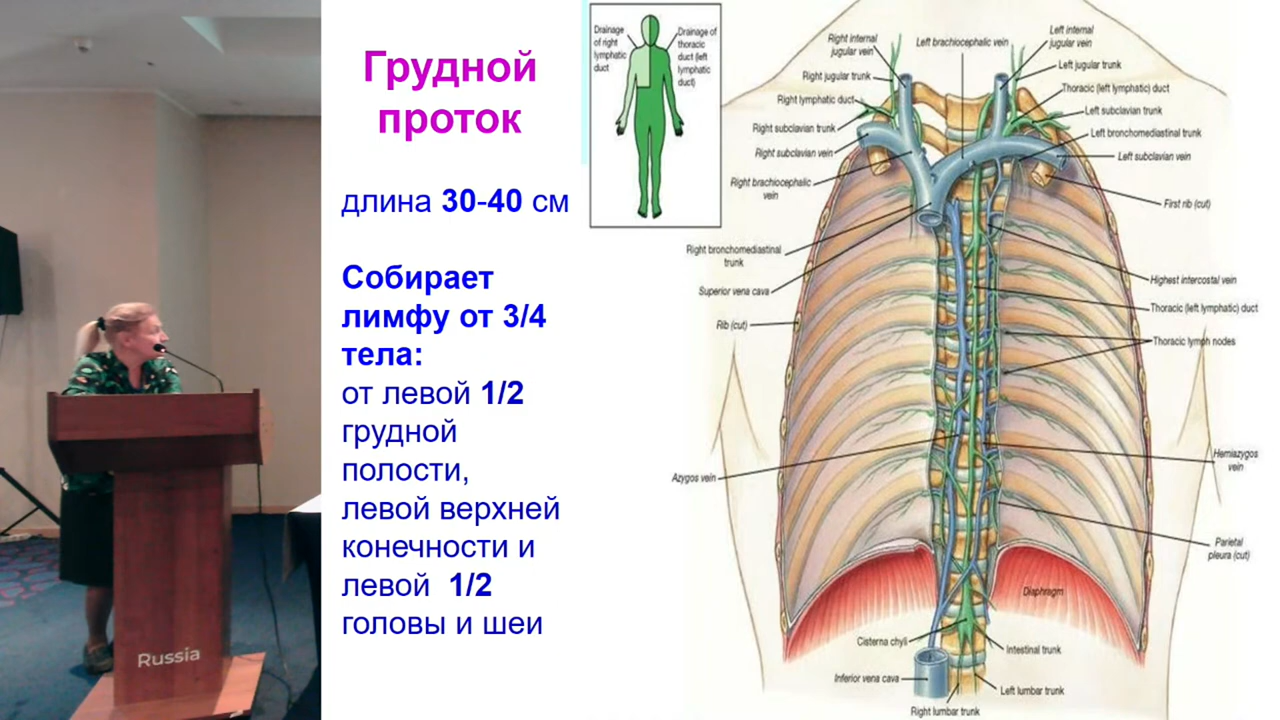 Грудной
проток
длина 30-40 см
Собирает
лимфу от 3/4
тела:
от левой 1/2
грудной
полости,
левой верхней
конечности и
левой 1/2
головы и шеи
Drainage
of right
lymphatic
duct
Drainage of
thoracic
duct (left
lymphatic
duct)
Right internal
jugular vein
Right jugular trunk
Right lymphatic duct
Right subclavian trunk
Right subclavian vein
Right brachiocephalic
vein
Right bronchomediastinal
trunk
Superior vena cava
Rib (cut)
Azygos vein
Cisterna chyli
Inferior vena cava
Right lumbar trunk
Left brachiocephalic vein
Left internal
jugular vein
Left jugular trunk
Thoracic (left lymphatic) duct
Left subclavian trunk
Left bronchomediastinal trunk
Left subclavian vein
First rib (cut)
Highest intercostal vein
Thoracic (left lymphatic) duct
Thoracic lymph nodes
Hemiazygos
vein
Parietal
pleura (cut)
Diaphragm
Intestinal trunk
Left lumbar trunk
Russia